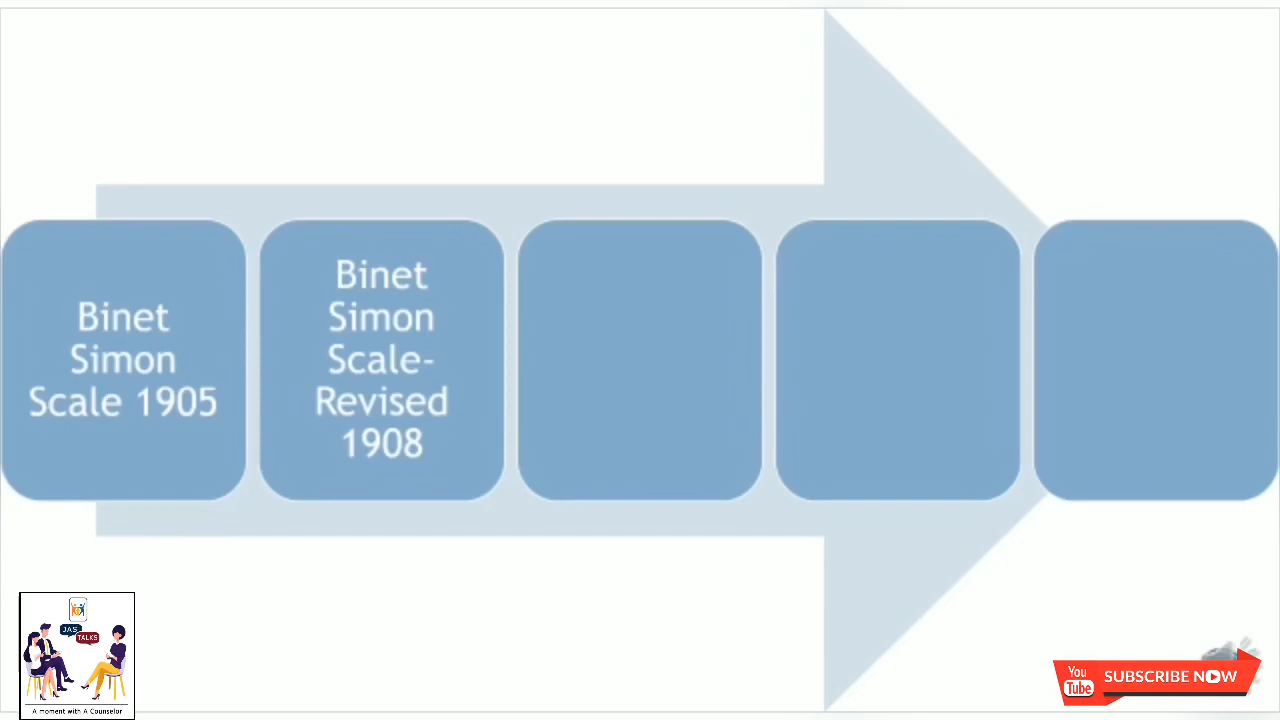 Binet
Simon
Scale 1905
Binet
Simon
Scale-
Revised
1908
JAS
TALKS
A moment with A Counselor
You
Tube
SUBSCRIBE NOW